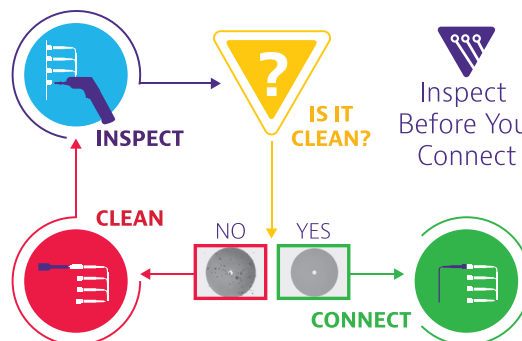 INSPECT
?
IS IT
CLEAN?
Inspect
Before You
Connect
CLEAN
NO
YES
CONNECT